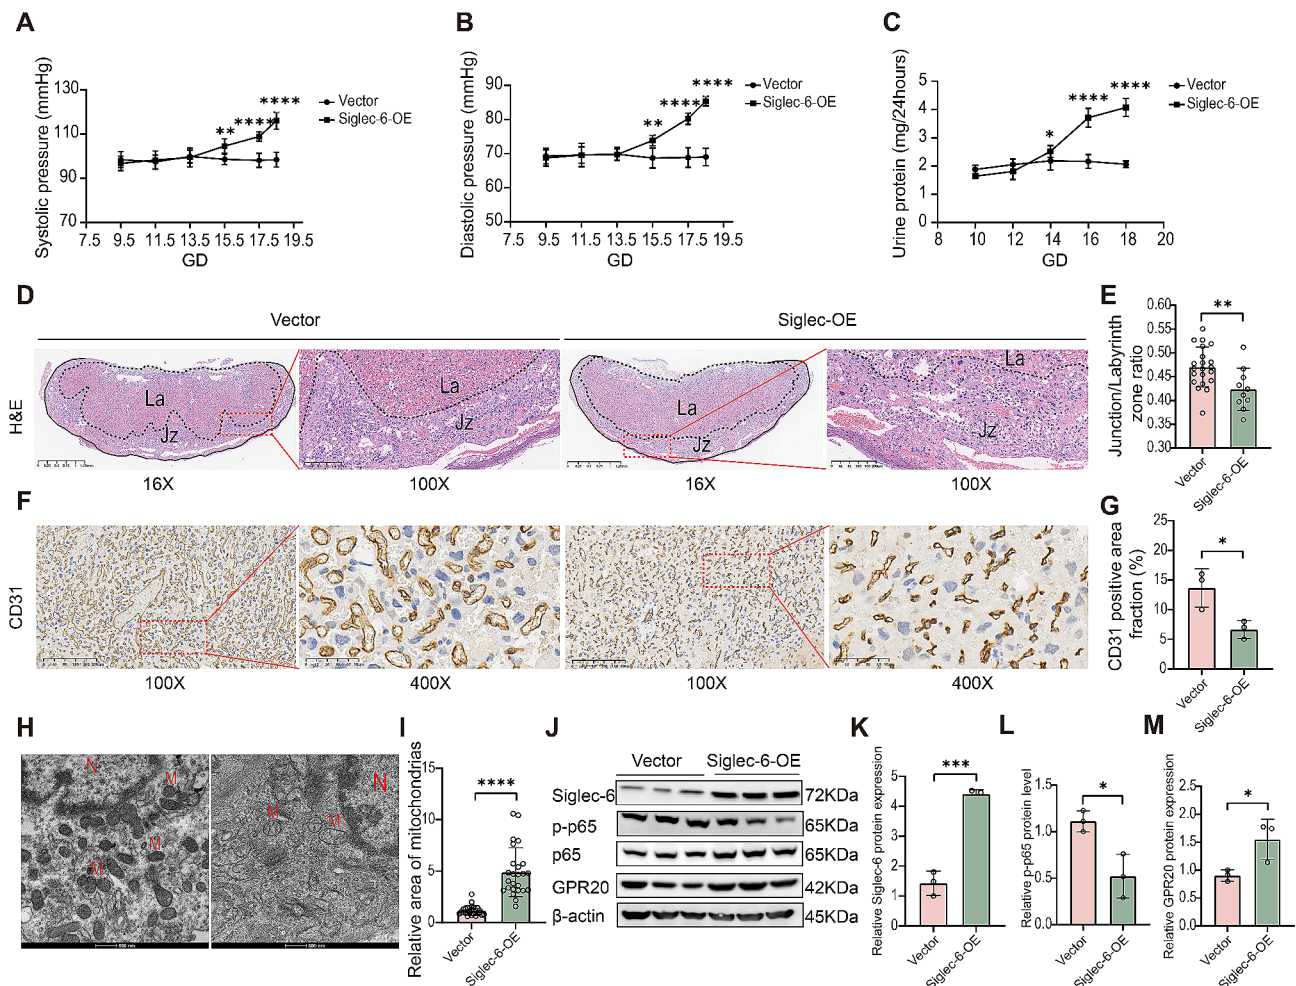 A
Systolic pressure (mmHg)
130
100
90
70
7.5 9.5 11.5 13.5 15.5 17.5 19.5
GD
** **** ****
Vector
Siglec-6-OE
B
Diastolic pressure (mmHg)
90
80
70
60
50
7.5 9.5 11.5 13.5 15.5 17.5 19.5
GD
** **** ****
Vector
Siglec-6-OE
C
Urine protein (mg/24hours)
5
4
3
2
1
0
8 10 12 14 16 18 20
GD
* **** ****
Vector
Siglec-6-OE
D
Vector
Siglec-OE
H&E
La
Jz
La
Jz
La
Jz
La
Jz
16X
100X
16X
100X
E
Junction/Labyrinth
zone ratio
0.60
0.55
0.50
0.45
0.40
0.35
0.30
**
Vector
Siglec-6-OE
F
CD31
100X
400X
100X
400X
G
CD31 positive area
fraction (%)
25
20
15
10
5
0
*
Vector
Siglec-6-OE
H
N
M
M
M
N
M
M
I
Relative area of mitochondrias
15
10
5
0
****
Vector
Siglec-6-OE
J
Vector Siglec-6-OE
Siglec-6 72KDa
p-p65 65KDa
p65 65KDa
GPR20 42KDa
β-actin 45KDa
K
Relative Siglec-6 protein expression
5
4
3
2
1
0
***
Vector
Siglec-6-OE
L
Relative p-p65 protein level
1.5
1.0
0.5
0.0
*
Vector
Siglec-6-OE
M
Relative GPR20 protein expression
2.5
2.0
1.5
1.0
0.5
0.0
*
Vector
Siglec-6-OE